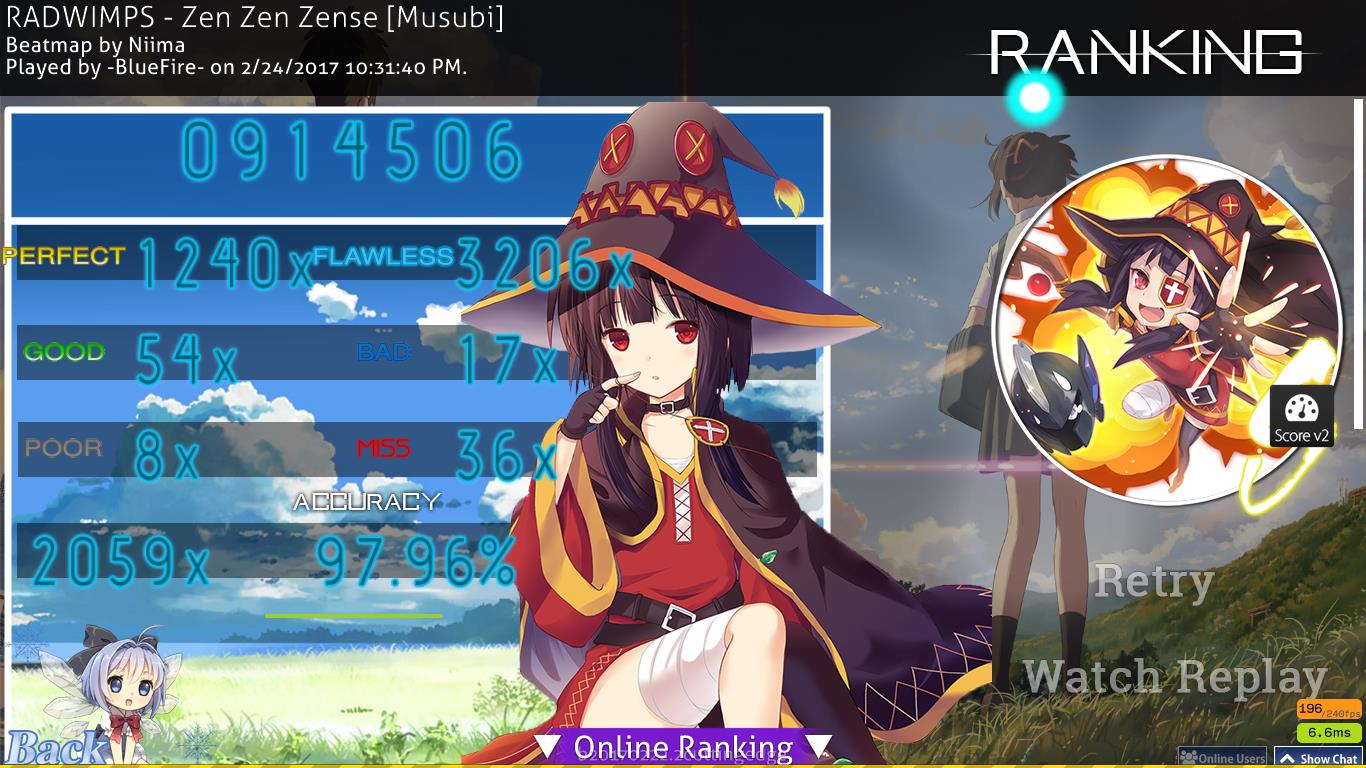 RADWIMPS - Zen Zen Zense [Musubi]
Beatmap by Niima
Played by -BlueFire- on 2/24/2017 10:31:40 PM.
RANKING
0914506
PERFECT 1240x FLAWLESS 3206x
GOOD 54x BAD 17x
POOR 8x MISS 36x
Score v2
ACCURACY
2059x 97.96%
Retry
Watch Replay
196/240fps
6.6ms
Back
▼ Online Ranking ▼
Online Users
Show Chat